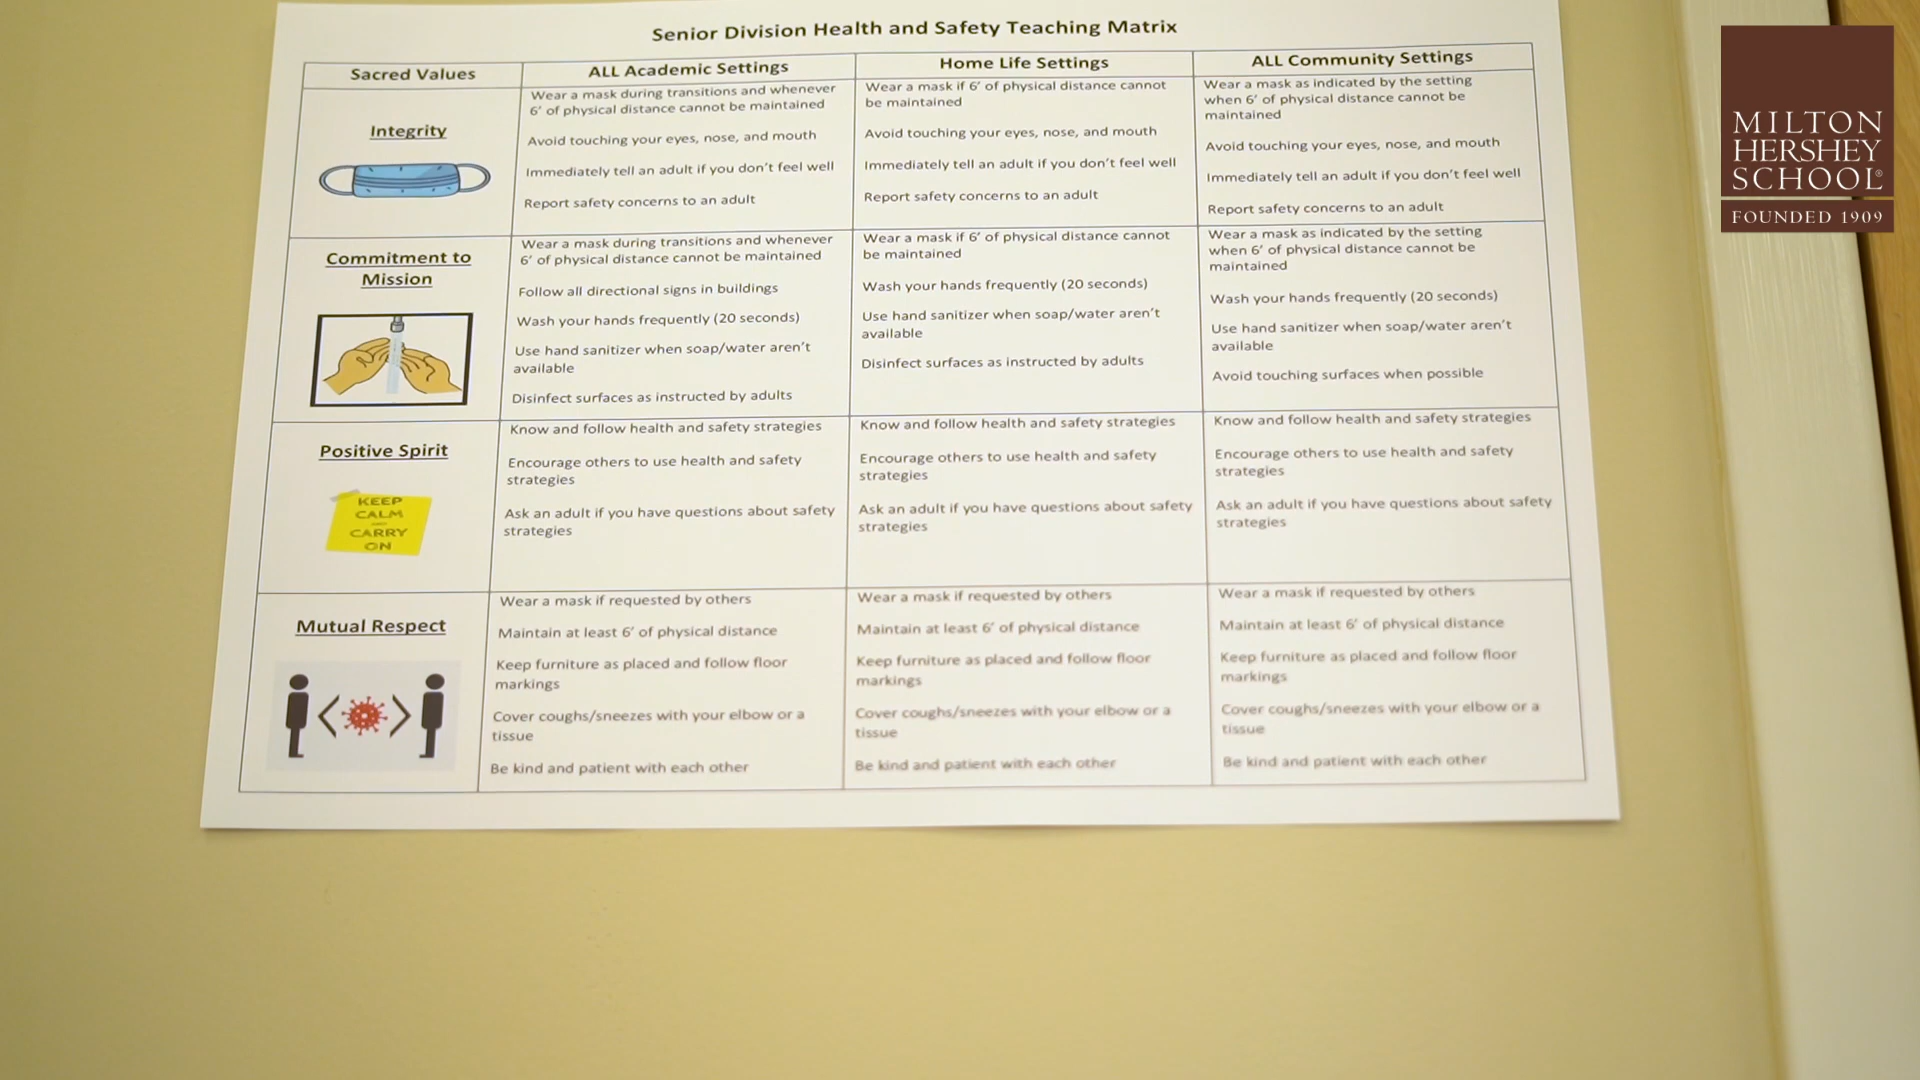 Senior Division Health and Safety Teaching Matrix
Sacred Values
ALL Academic Settings
Home Life Settings
ALL Community Settings
Integrity
Wear a mask during transitions and whenever
6' of physical distance cannot be maintained
Avoid touching your eyes, nose, and mouth
Immediately tell an adult if you don't feel well
Report safety concerns to an adult
Wear a mask if 6' of physical distance cannot
be maintained
Avoid touching your eyes, nose, and mouth
Immediately tell an adult if you don't feel well
Report safety concerns to an adult
Wear a mask as indicated by the setting
when 6' of physical distance cannot be
maintained
Avoid touching your eyes, nose, and mouth
Immediately tell an adult if you don't feel well
Report safety concerns to an adult
Commitment to
Mission
Wear a mask during transitions and whenever
6' of physical distance cannot be maintained
Follow all directional signs in buildings
Wash your hands frequently (20 seconds)
Use hand sanitizer when soap/water aren't
available
Disinfect surfaces as instructed by adults
Wear a mask if 6' of physical distance cannot
be maintained
Wash your hands frequently (20 seconds)
Use hand sanitizer when soap/water aren't
available
Disinfect surfaces as instructed by adults
Wear a mask as indicated by the setting
when 6' of physical distance cannot be
maintained
Wash your hands frequently (20 seconds)
Use hand sanitizer when soap/water aren't
available
Avoid touching surfaces when possible
Positive Spirit
KEEP
CALM
AND
CARRY
ON
Know and follow health and safety strategies
Encourage others to use health and safety
strategies
Ask an adult if you have questions about safety
strategies
Know and follow health and safety strategies
Encourage others to use health and safety
strategies
Ask an adult if you have questions about safety
strategies
Know and follow health and safety strategies
Encourage others to use health and safety
strategies
Ask an adult if you have questions about safety
strategies
Mutual Respect
Wear a mask if requested by others
Maintain at least 6' of physical distance
Keep furniture as placed and follow floor
markings
Cover coughs/sneezes with your elbow or a
tissue
Be kind and patient with each other
Wear a mask if requested by others
Maintain at least 6' of physical distance
Keep furniture as placed and follow floor
markings
Cover coughs/sneezes with your elbow or a
tissue
Be kind and patient with each other
Wear a mask if requested by others
Maintain at least 6' of physical distance
Keep furniture as placed and follow floor
markings
Cover coughs/sneezes with your elbow or a
tissue
Be kind and patient with each other
MILTON
HERSHEY
SCHOOL®
FOUNDED 1909